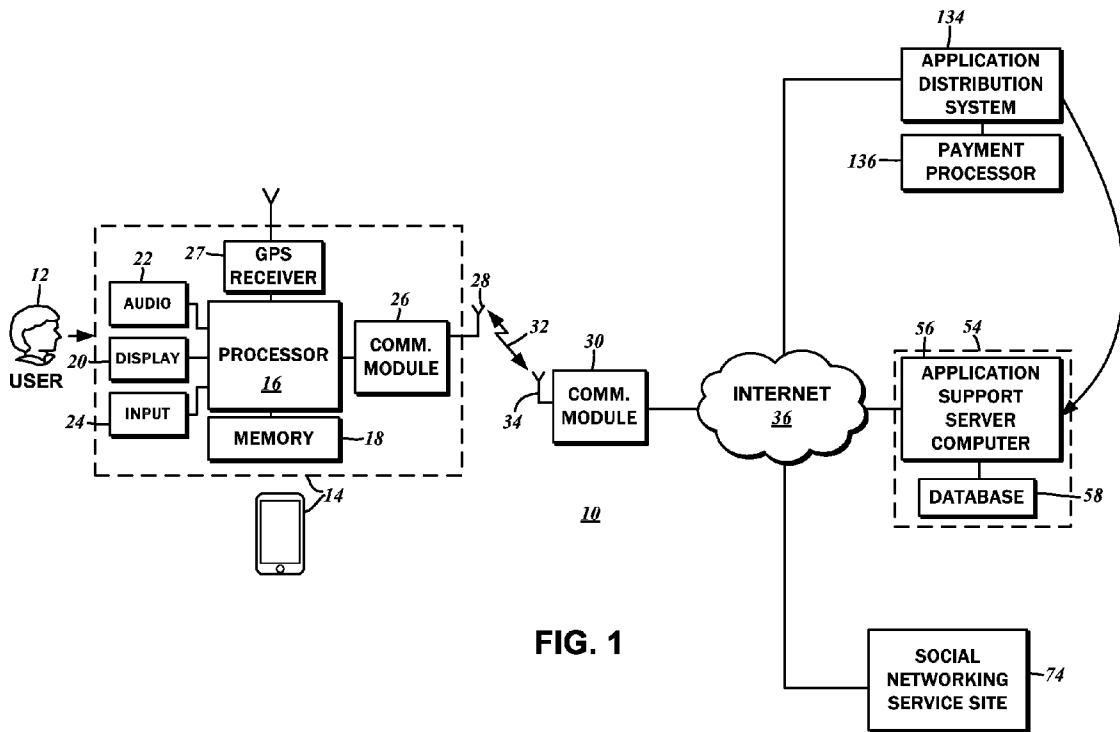 134
APPLICATION
DISTRIBUTION
SYSTEM
136
PAYMENT
PROCESSOR
12
USER
27
GPS
RECEIVER
22
AUDIO
20
DISPLAY
24
INPUT
PROCESSOR
16
MEMORY
18
26
COMM.
MODULE
28
32
34
30
COMM.
MODULE
14
10
INTERNET
36
56
54
APPLICATION
SUPPORT
SERVER
COMPUTER
DATABASE
58
FIG. 1
SOCIAL
NETWORKING
SERVICE SITE
74